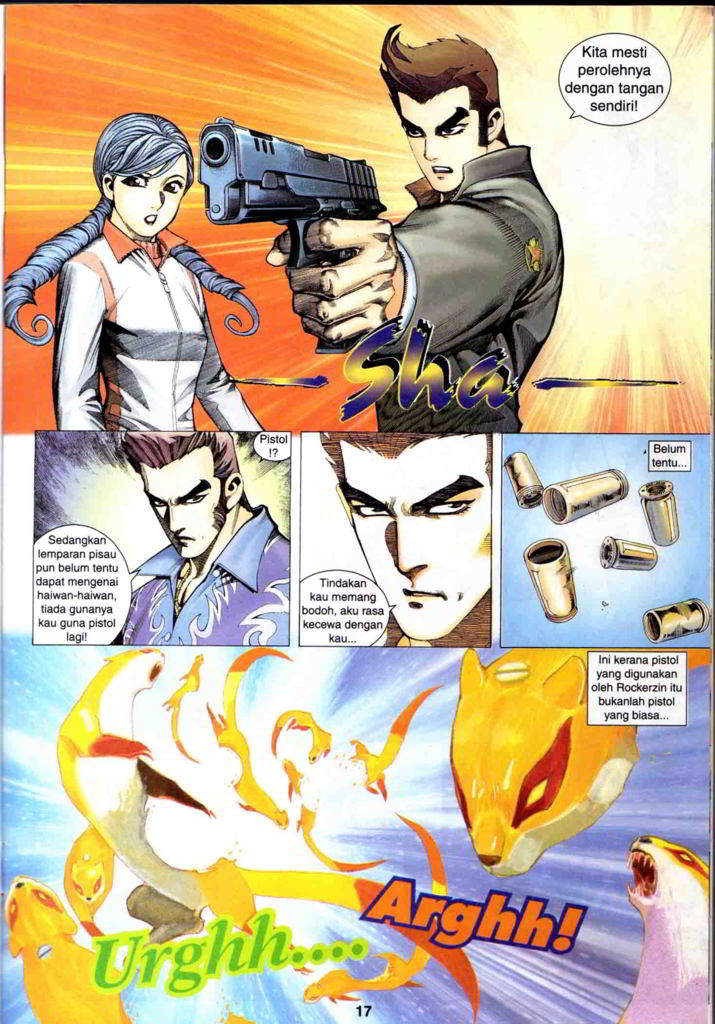 Kita mesti
perolehnya
dengan tangan
sendiri!
Sha
Pistol
!?
Sedangkan
lemparan pisau
pun belum tentu
dapat mengenai
haiwan-haiwan,
tiada gunanya
kau guna pistol
lagi!
Tindakan
kau memang
bodoh, aku rasa
kecewa dengan
kau...
Belum
tentu...
Ini kerana pistol
yang digunakan
oleh Rockerzin itu
bukanlah pistol
yang biasa...
Arghh!
Urghh....
17